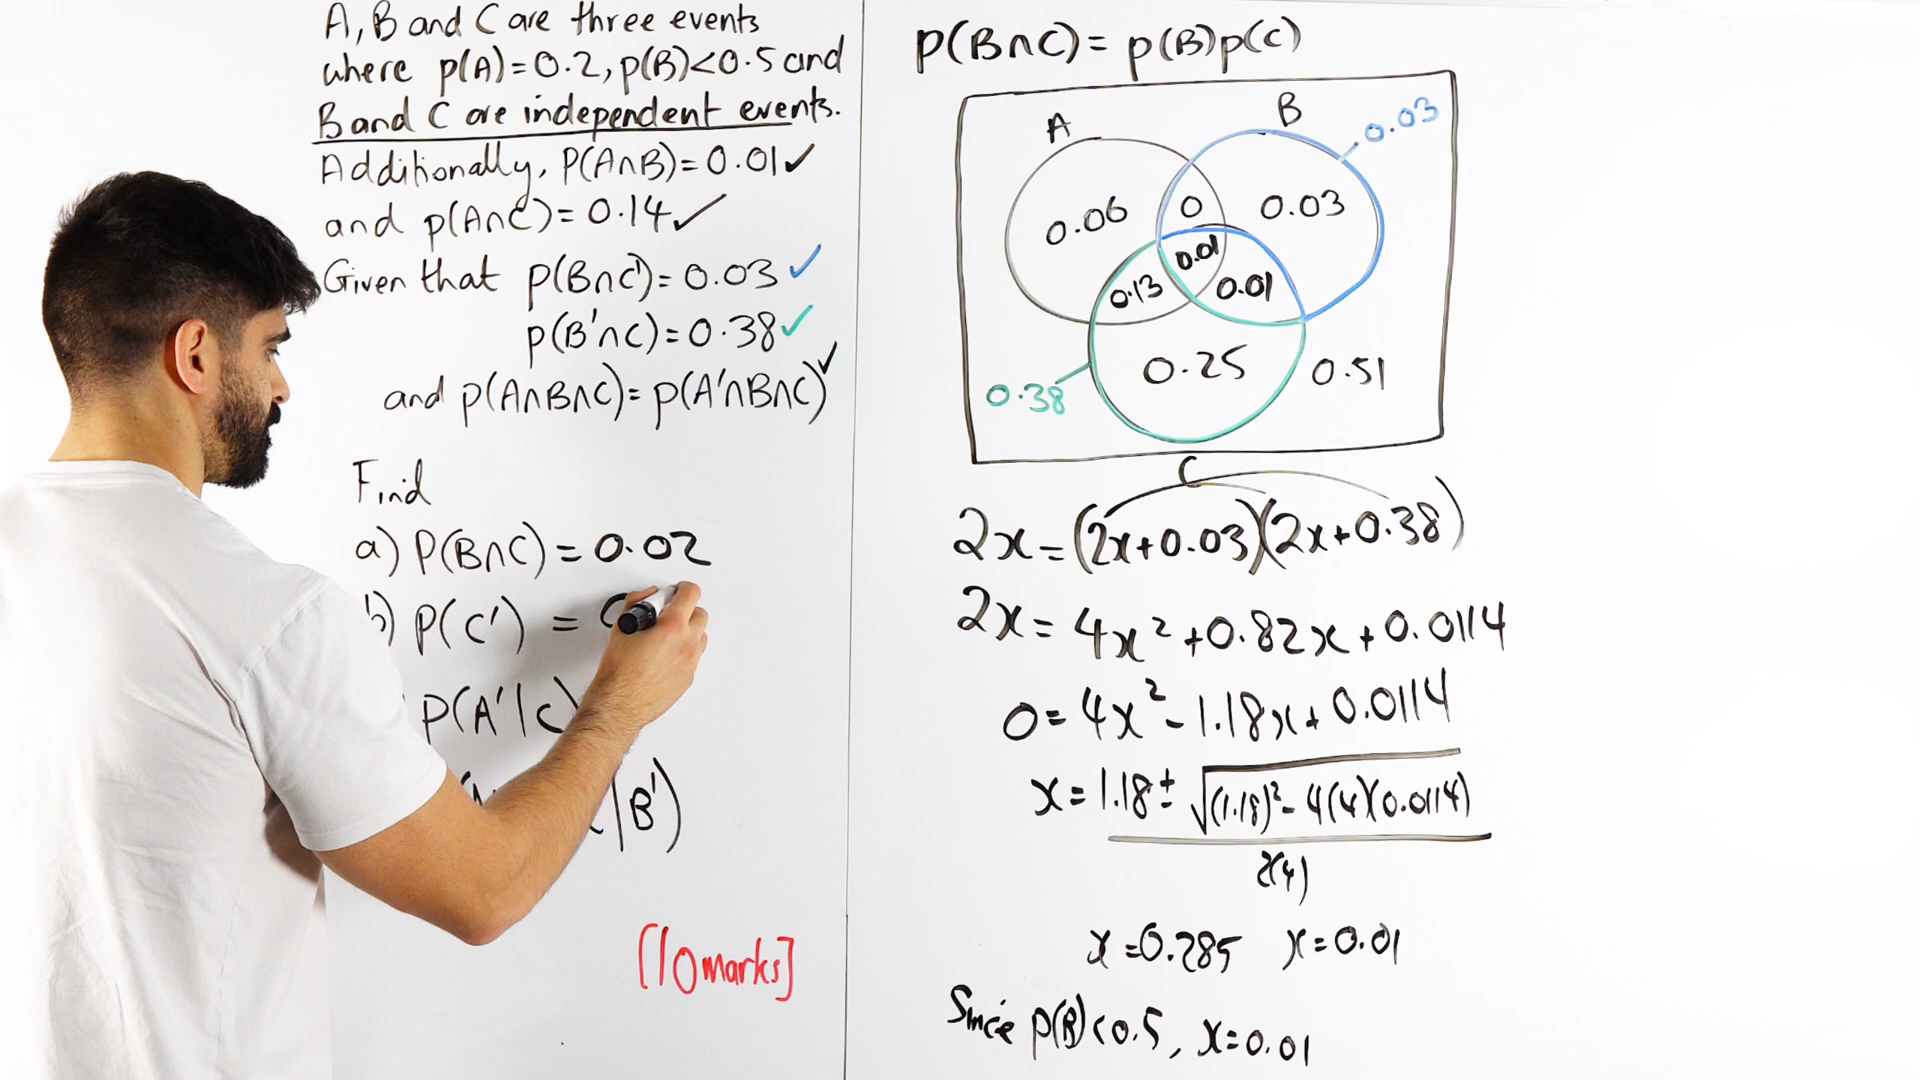 A, B and C are three events
where p(A)=0.2, p(B)<0.5 and
B and C are independent events.
Additionally, P(A∩B)=0.01✓
and p(A∩C)=0.14✓
Given that p(B∩C')=0.03✓
p(B'∩C)=0.38✓
and p(A∩B∩C)=p(A'∩B∩C)✓
Find
a) P(B∩C)=0.02
b) P(C') =
P(A'|C)
|B')
[10 marks]
P(B∩C)= p(B)p(C)
A
B
0.03
0.06
0
0.03
0.01
0.13
0.01
0.25
0.51
0.38
C
2x=(2x+0.03)(2x+0.38)
2x=4x²+0.82x+0.0114
0=4x²-1.18x+0.0114
x=1.18±√(1.18)²-4(4)(0.0114)
2(4)
x=0.285 x=0.01
Since p(B)<0.5, x=0.01